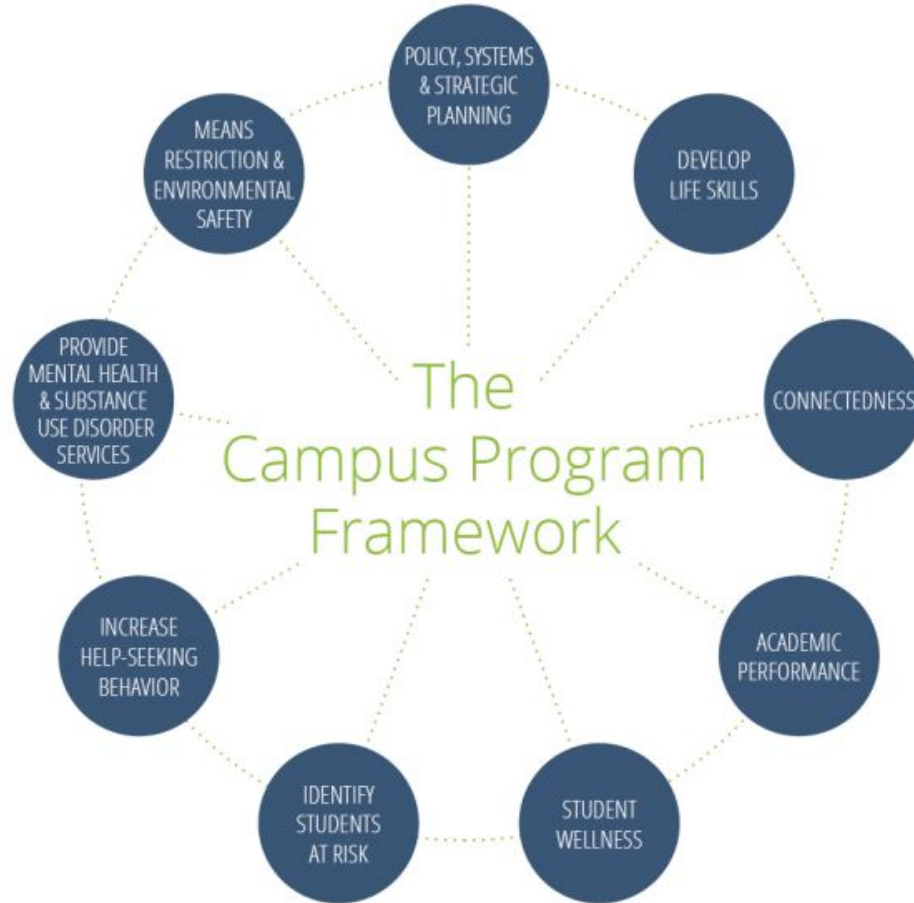 POLICY, SYSTEMS
& STRATEGIC
PLANNING
DEVELOP
LIFE SKILLS
CONNECTEDNESS
ACADEMIC
PERFORMANCE
STUDENT
WELLNESS
IDENTIFY
STUDENTS
AT RISK
INCREASE
HELP-SEEKING
BEHAVIOR
PROVIDE
MENTAL HEALTH
& SUBSTANCE
USE DISORDER
SERVICES
MEANS
RESTRICTION &
ENVIRONMENTAL
SAFETY
The
Campus Program
Framework